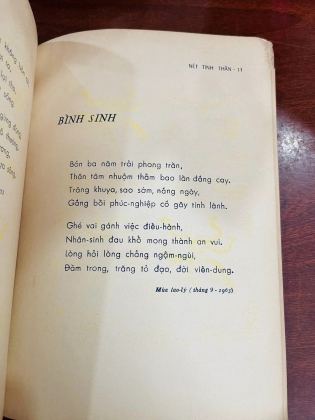 NÉT TINH THẦN - 17
BÌNH SINH
Bốn ba năm trải phong trần,
Thân tâm nhuộm thắm bao lần đắng cay.
Trông khuya, sao sớm, nắng ngày,
Gắng bồi phúc-nghiệp cố gây tính lành.
Ghé vai gánh việc điều-hành,
Nhân-sinh đau khổ mong thành an vui.
Lòng hỏi lòng chẳng ngậm-ngùi,
Đầm trong, trăng tỏ đạo, đời viên-dung.
Mùa lao-lý (tháng 9 - 1963)